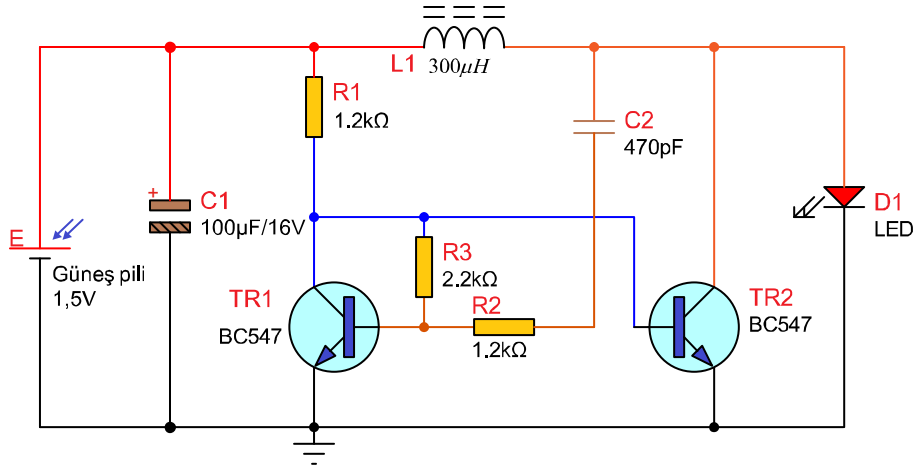 L1
300µH
R1
1.2kΩ
C2
470pF
+
C1
100µF/16V
D1
LED
E
Güneş pili
1,5V
R3
2.2kΩ
TR1
BC547
R2
1.2kΩ
TR2
BC547